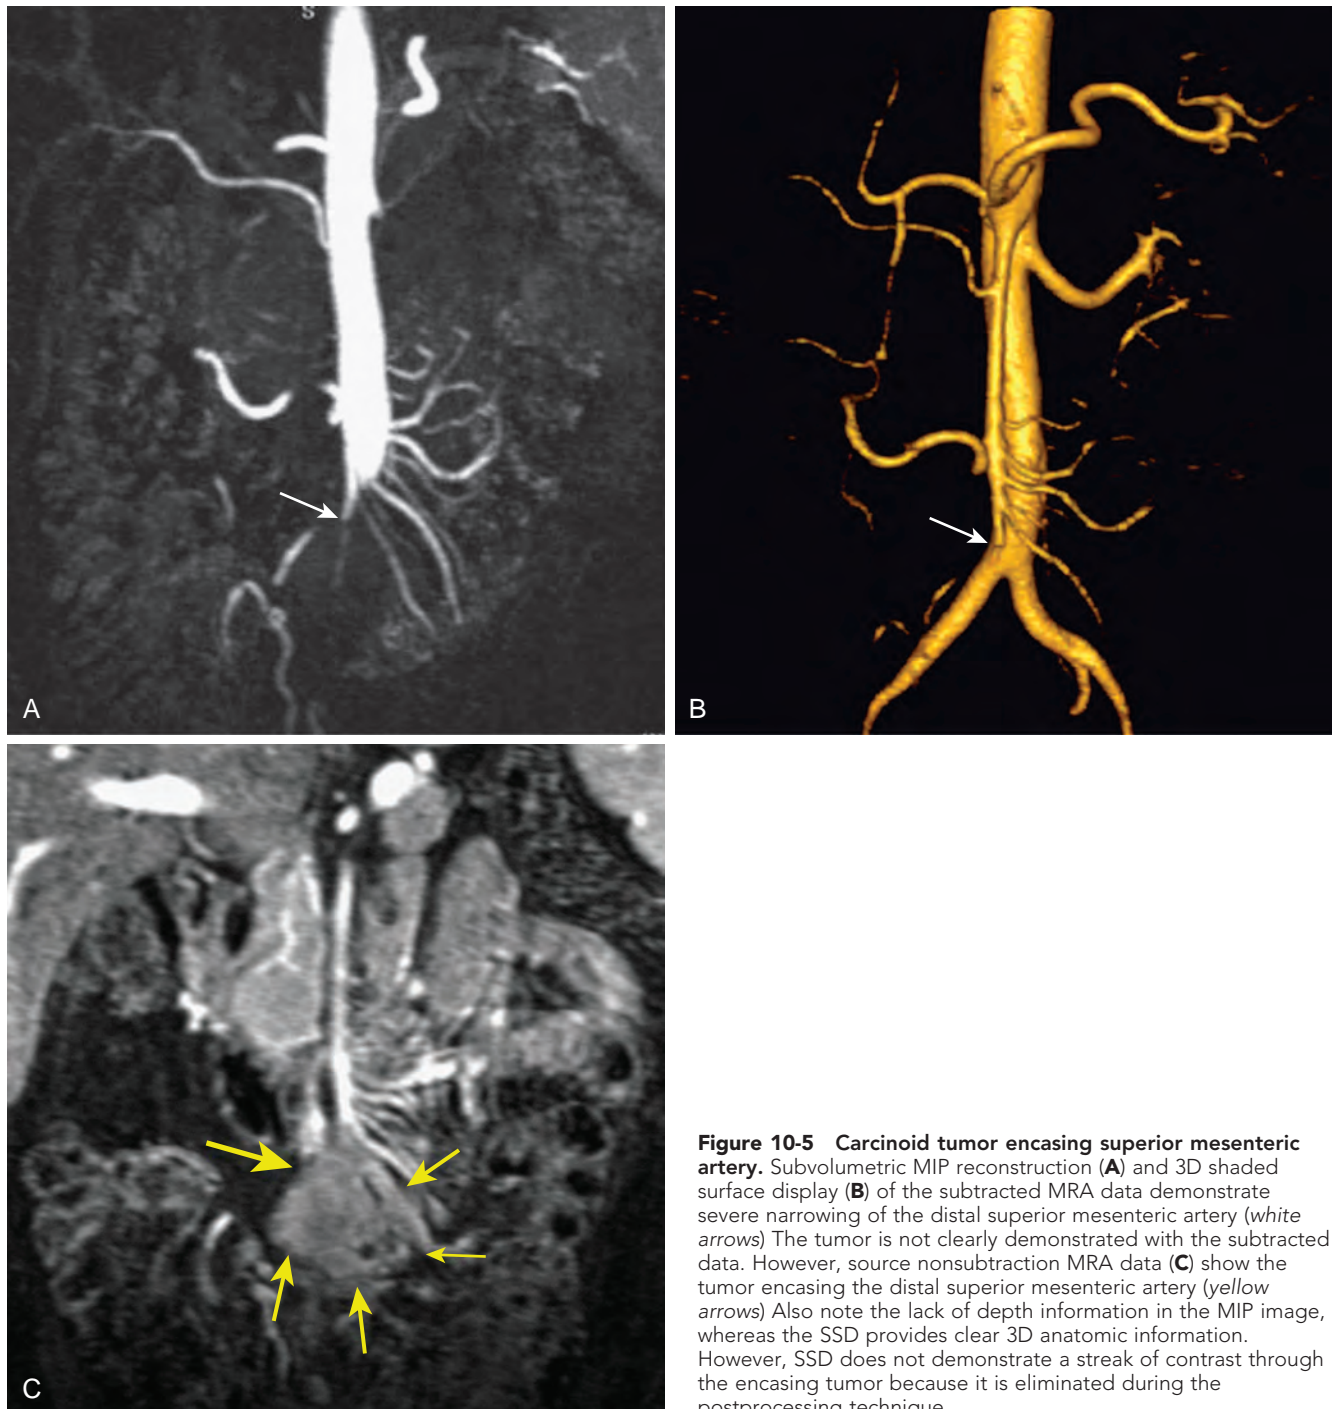 S
A
B
C
Figure 10-5 Carcinoid tumor encasing superior mesenteric
artery. Subvolumetric MIP reconstruction (A) and 3D shaded
surface display (B) of the subtracted MRA data demonstrate
severe narrowing of the distal superior mesenteric artery (white
arrows) The tumor is not clearly demonstrated with the subtracted
data. However, source nonsubtraction MRA data (C) show the
tumor encasing the distal superior mesenteric artery (yellow
arrows) Also note the lack of depth information in the MIP image,
whereas the SSD provides clear 3D anatomic information.
However, SSD does not demonstrate a streak of contrast through
the encasing tumor because it is eliminated during the
postprocessing technique